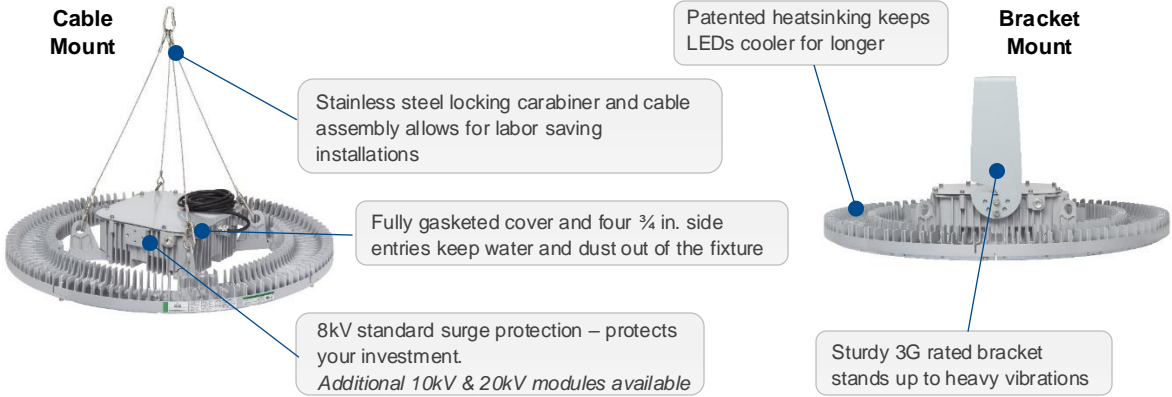 Cable
Mount
Stainless steel locking carabiner and cable
assembly allows for labor saving
installations
Fully gasketed cover and four ¾ in. side
entries keep water and dust out of the fixture
8kV standard surge protection – protects
your investment.
Additional 10kV & 20kV modules available
Patented heatsinking keeps
LEDs cooler for longer
Bracket
Mount
Sturdy 3G rated bracket
stands up to heavy vibrations